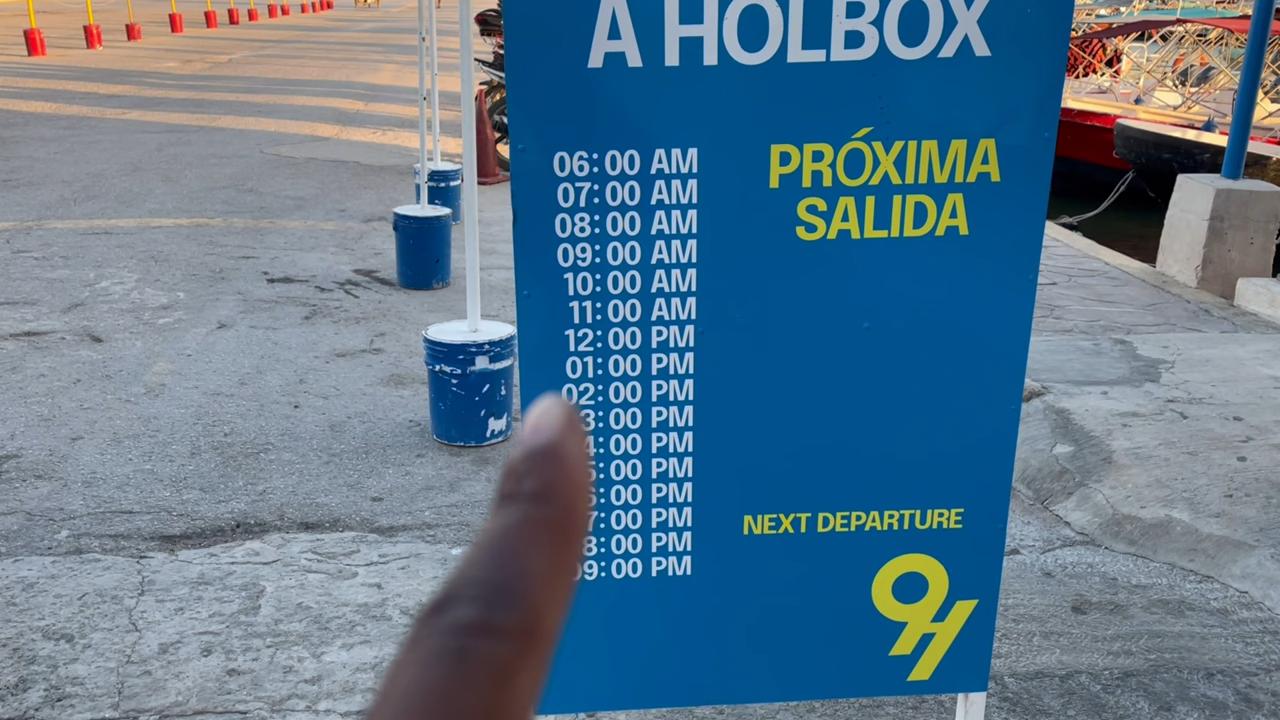 A HOLBOX
06:00 AM
07:00 AM
08:00 AM
09:00 AM
10:00 AM
11:00 AM
12:00 PM
01:00 PM
02:00 PM
3:00 PM
4:00 PM
5:00 PM
6:00 PM
7:00 PM
8:00 PM
09:00 PM
PRÓXIMA
SALIDA
NEXT DEPARTURE
9H